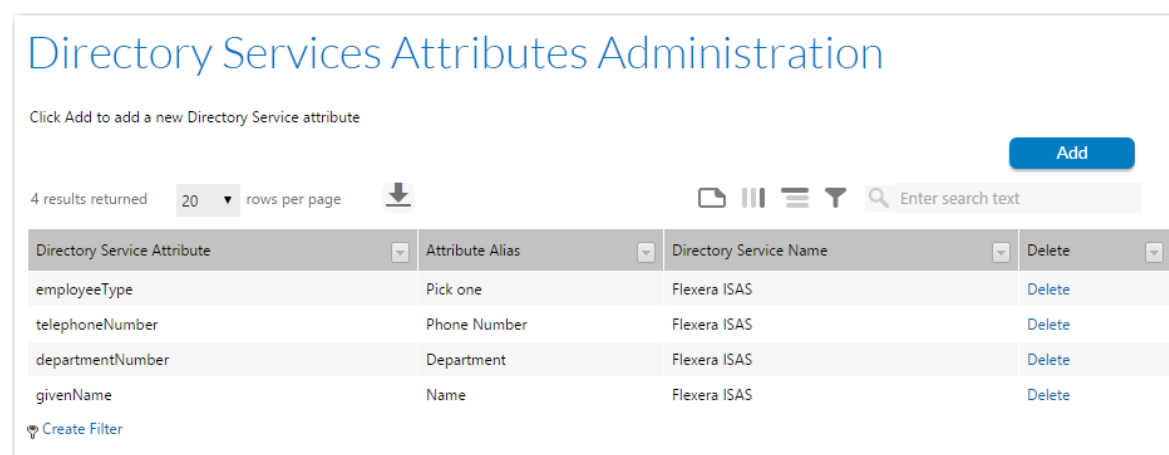 Directory Services Attributes Administration
Click Add to add a new Directory Service attribute
Add
4 results returned 20 rows per page Enter search text
Directory Service Attribute Attribute Alias Directory Service Name Delete
employeeType Pick one Flexera ISAS Delete
telephoneNumber Phone Number Flexera ISAS Delete
departmentNumber Department Flexera ISAS Delete
givenName Name Flexera ISAS Delete
Create Filter